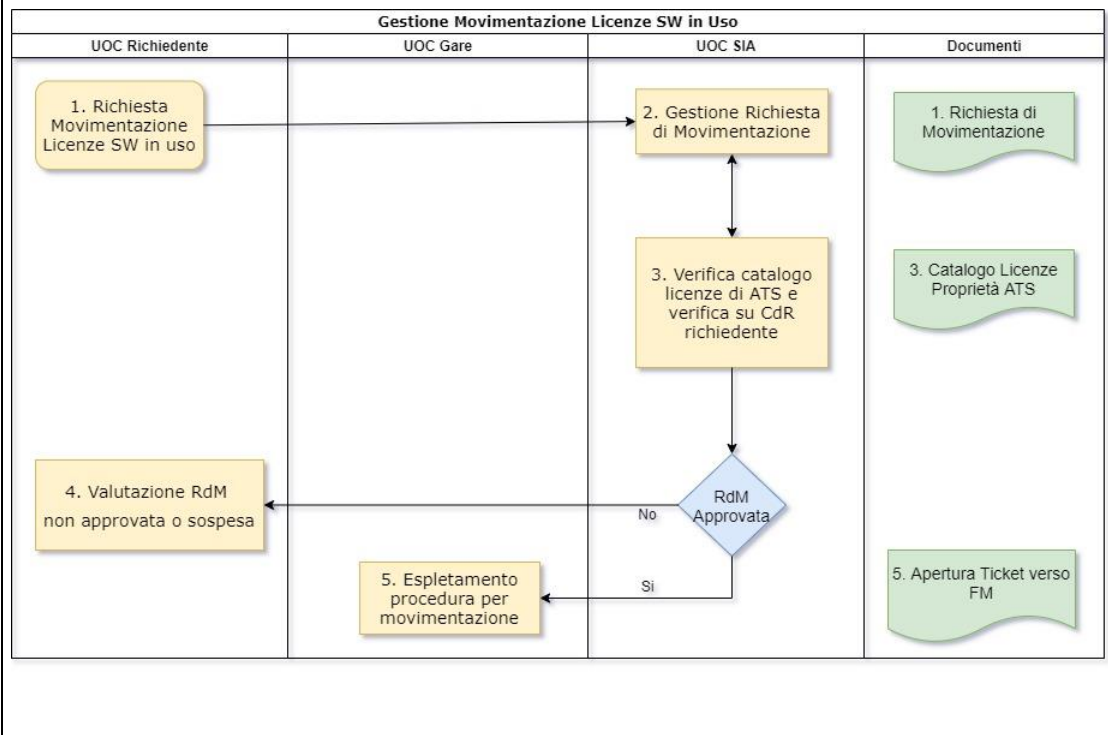 Gestione Movimentazione Licenze SW in Uso
UOC Richiedente
UOC Gare
UOC SIA
Documenti
1. Richiesta
Movimentazione
Licenze SW in uso
2. Gestione Richiesta
di Movimentazione
1. Richiesta di
Movimentazione
3. Verifica catalogo
licenze di ATS e
verifica su CdR
richiedente
3. Catalogo Licenze
Proprietà ATS
RdM
Approvata
No
4. Valutazione RdM
non approvata o sospesa
Si
5. Espletamento
procedura per
movimentazione
5. Apertura Ticket verso
FM